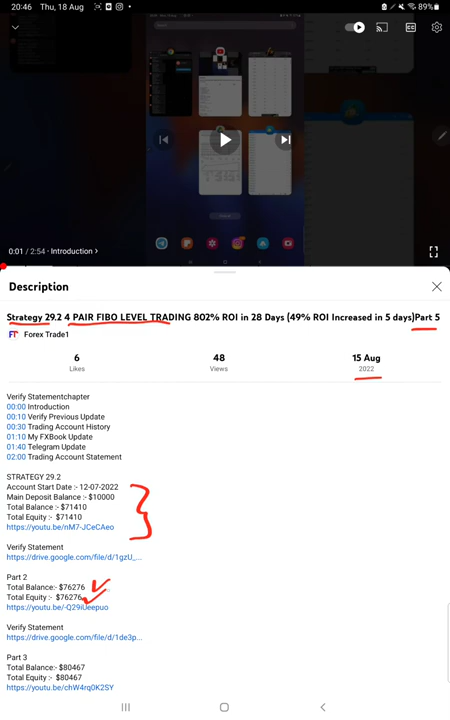 20:46 Thu, 18 Aug
89%
CC
0:01 / 2:54 · Introduction >
Description
Strategy 29.2 4 PAIR FIBO LEVEL TRADING 802% ROI in 28 Days (49% ROI Increased in 5 days)Part 5
FT Forex Trade1
6 48 15 Aug
Likes Views 2022
Verify Statementchapter
00:00 Introduction
00:10 Verify Previous Update
00:30 Trading Account History
01:10 My FXBook Update
01:40 Telegram Update
02:00 Trading Account Statement
STRATEGY 29.2
Account Start Date :- 12-07-2022
Main Deposit Balance :- $10000
Total Balance :- $71410
Total Equity :- $71410
https://youtu.be/nM7-JCeCAeo
Verify Statement
https://drive.google.com/file/d/1gzU_...
Part 2
Total Balance:- $76276
Total Equity :- $76276
https://youtu.be/-Q29iUeepuo
Verify Statement
https://drive.google.com/file/d/1de3p...
Part 3
Total Balance:- $80467
Total Equity :- $80467
https://youtu.be/chW4rq0K2SY